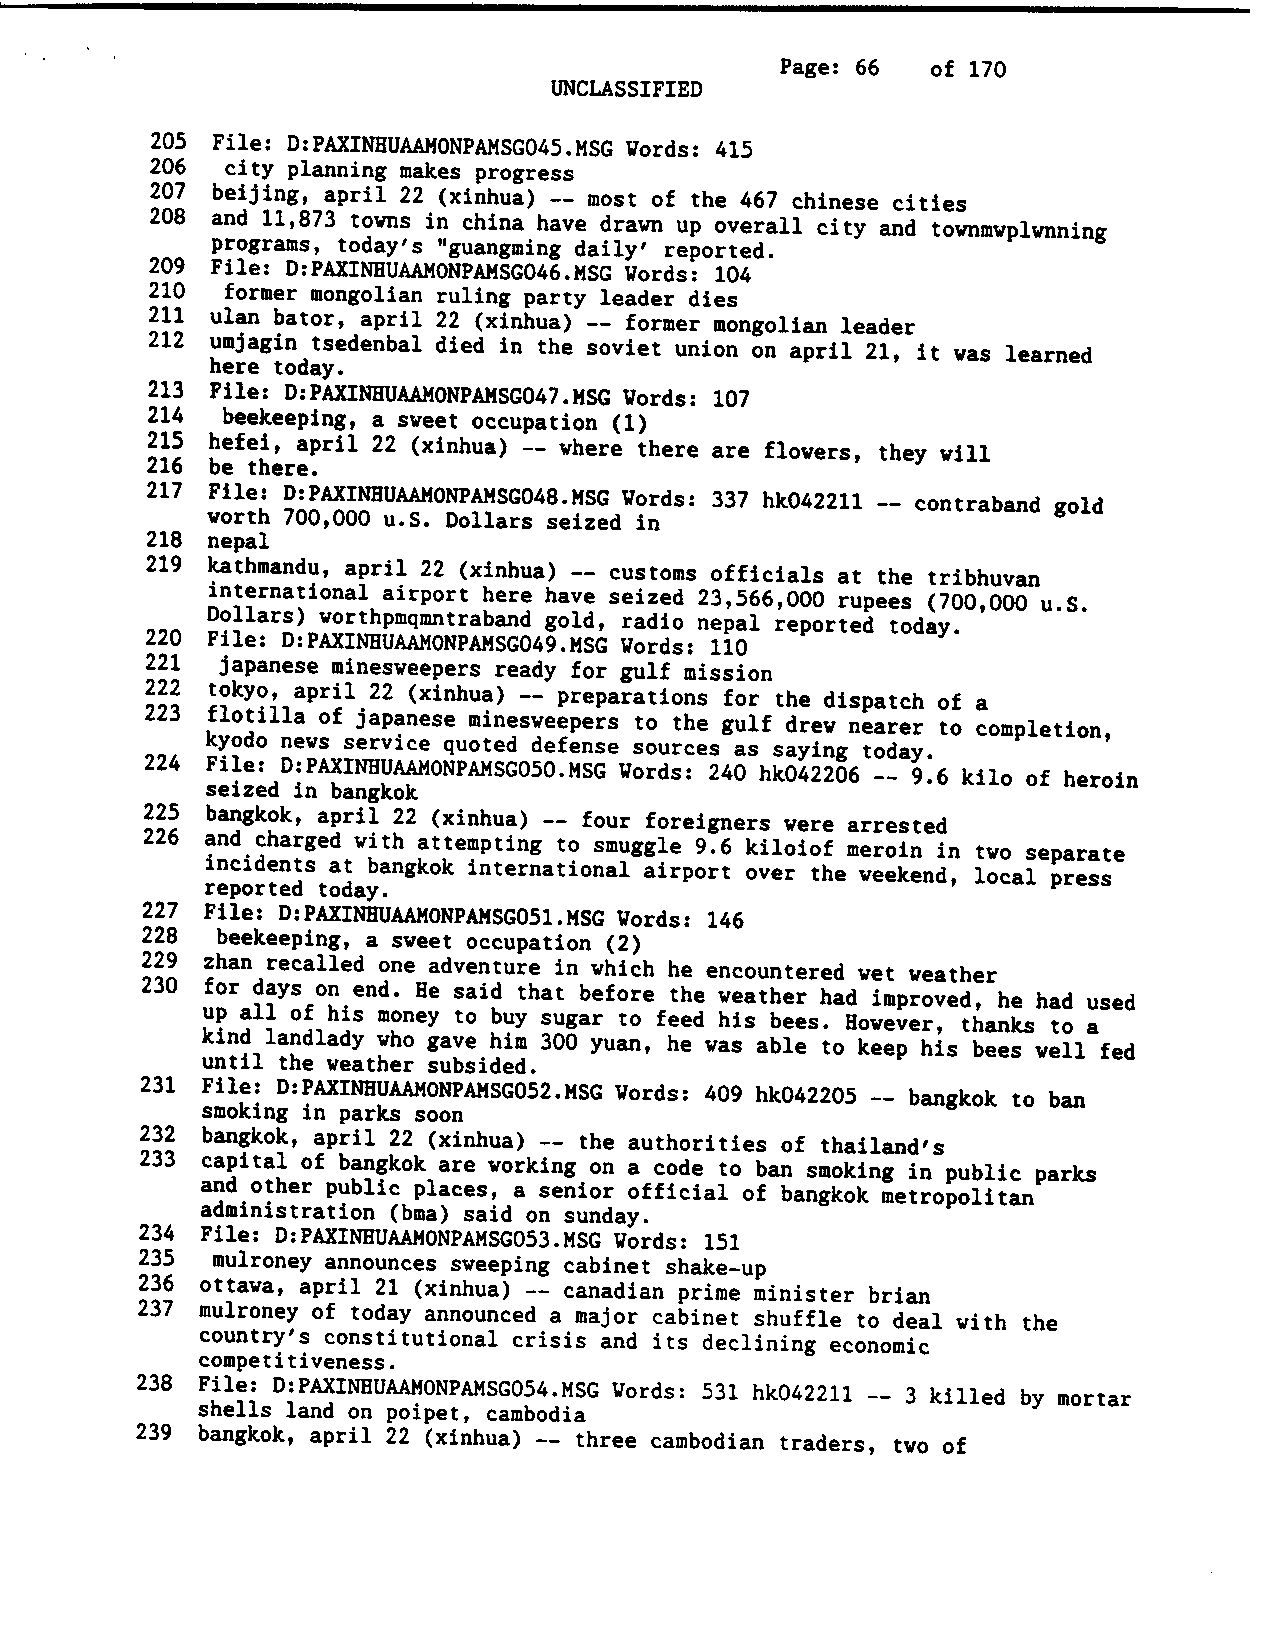 Page: 66 of 170
UNCLASSIFIED
205 File: D:PAXINHUAAMONPAMSG045.MSG Words: 415
206 city planning makes progress
207 beijing, april 22 (xinhua) -- most of the 467 chinese cities
208 and 11,873 towns in china have drawn up overall city and townmwplwnning
programs, today's "guangming daily' reported.
209 File: D:PAXINHUAAMONPAMSG046.MSG Words: 104
210 former mongolian ruling party leader dies
211 ulan bator, april 22 (xinhua) -- former mongolian leader
212 umjagin tsedenbal died in the soviet union on april 21, it was learned
here today.
213 File: D:PAXINHUAAMONPAMSG047.MSG Words: 107
214 beekeeping, a sweet occupation (1)
215 hefei, april 22 (xinhua) -- where there are flowers, they will
216 be there.
217 File: D:PAXINHUAAMONPAMSG048.MSG Words: 337 hk042211 -- contraband gold
worth 700,000 u.S. Dollars seized in
218 nepal
219 kathmandu, april 22 (xinhua) -- customs officials at the tribhuvan
international airport here have seized 23,566,000 rupees (700,000 u.S.
Dollars) worthpmqmntraband gold, radio nepal reported today.
220 File: D:PAXINHUAAMONPAMSG049.MSG Words: 110
221 japanese minesweepers ready for gulf mission
222 tokyo, april 22 (xinhua) -- preparations for the dispatch of a
223 flotilla of japanese minesweepers to the gulf drew nearer to completion,
kyodo news service quoted defense sources as saying today.
224 File: D:PAXINHUAAMONPAMSG050.MSG Words: 240 hk042206 -- 9.6 kilo of heroin
seized in bangkok
225 bangkok, april 22 (xinhua) -- four foreigners were arrested
226 and charged with attempting to smuggle 9.6 kiloiof meroin in two separate
incidents at bangkok international airport over the weekend, local press
reported today.
227 File: D:PAXINHUAAMONPAMSG051.MSG Words: 146
228 beekeeping, a sweet occupation (2)
229 zhan recalled one adventure in which he encountered wet weather
230 for days on end. He said that before the weather had improved, he had used
up all of his money to buy sugar to feed his bees. However, thanks to a
kind landlady who gave him 300 yuan, he was able to keep his bees well fed
until the weather subsided.
231 File: D:PAXINHUAAMONPAMSG052.MSG Words: 409 hk042205 -- bangkok to ban
smoking in parks soon
232 bangkok, april 22 (xinhua) -- the authorities of thailand's
233 capital of bangkok are working on a code to ban smoking in public parks
and other public places, a senior official of bangkok metropolitan
administration (bma) said on sunday.
234 File: D:PAXINHUAAMONPAMSG053.MSG Words: 151
235 mulroney announces sweeping cabinet shake-up
236 ottawa, april 21 (xinhua) -- canadian prime minister brian
237 mulroney of today announced a major cabinet shuffle to deal with the
country's constitutional crisis and its declining economic
competitiveness.
238 File: D:PAXINHUAAMONPAMSG054.MSG Words: 531 hk042211 -- 3 killed by mortar
shells land on poipet, cambodia
239 bangkok, april 22 (xinhua) -- three cambodian traders, two of